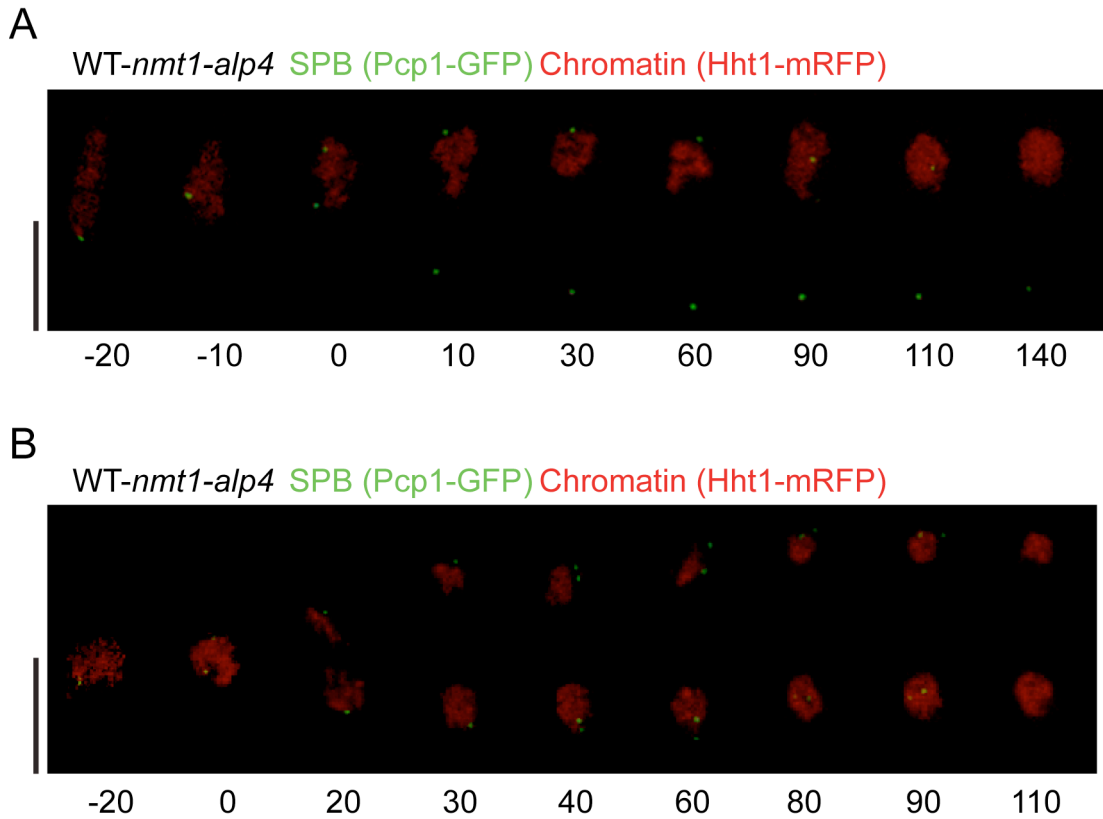 A
WT-nmt1-alp4 SPB (Pcp1-GFP) Chromatin (Hht1-mRFP)
-20 -10 0 10 30 60 90 110 140
B
WT-nmt1-alp4 SPB (Pcp1-GFP) Chromatin (Hht1-mRFP)
-20 0 20 30 40 60 80 90 110